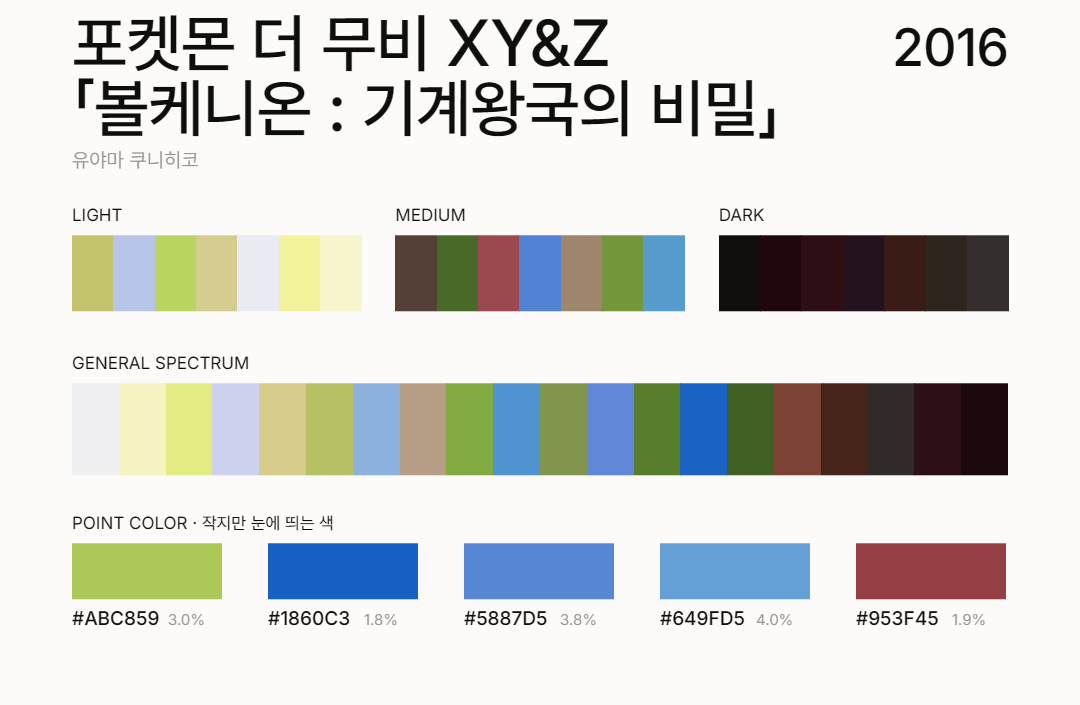 포켓몬 더 무비 XY&Z 2016
「볼케니온 : 기계왕국의 비밀」
유야마 쿠니히코
LIGHT MEDIUM DARK
GENERAL SPECTRUM
POINT COLOR · 작지만 눈에 띄는 색
#ABC859 3.0% #1860C3 1.8% #5887D5 3.8% #649FD5 4.0% #953F45 1.9%